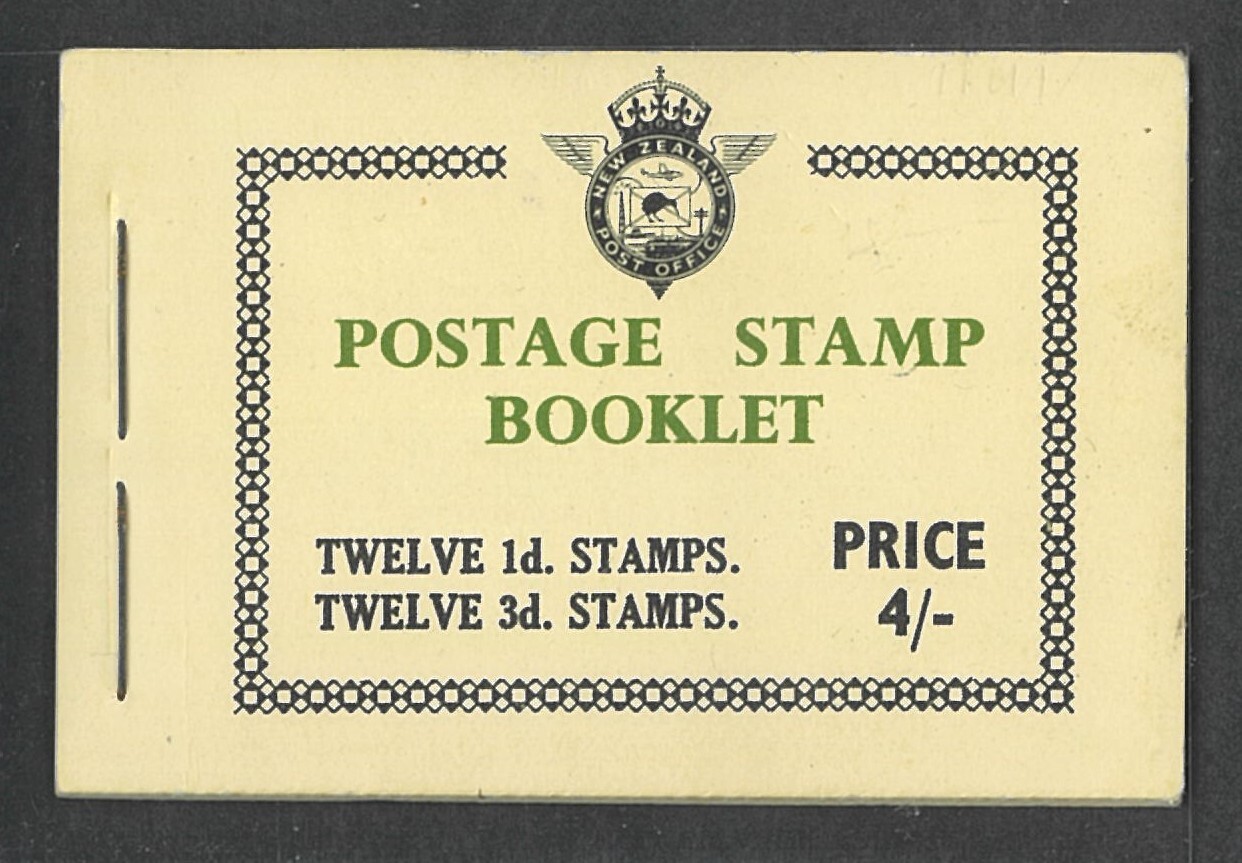 NEW ZEALAND
POST OFFICE
POSTAGE STAMP
BOOKLET
TWELVE 1d. STAMPS.
TWELVE 3d. STAMPS.
PRICE
4/-